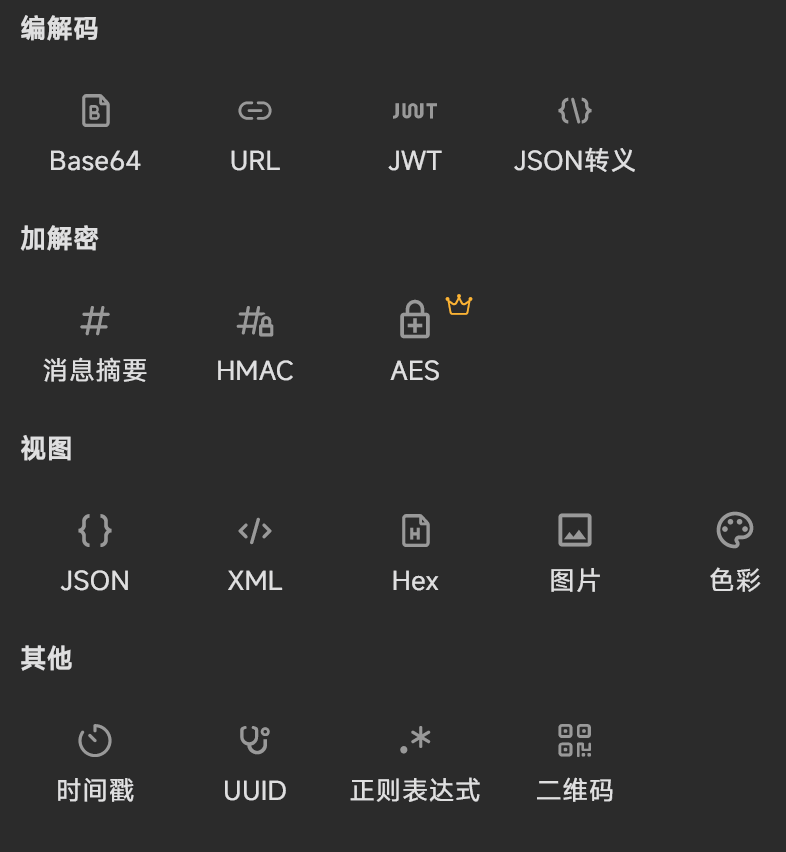 编解码
Base64 URL JWT JSON转义
加解密
消息摘要 HMAC AES
视图
JSON XML Hex 图片 色彩
其他
时间戳 UUID 正则表达式 二维码